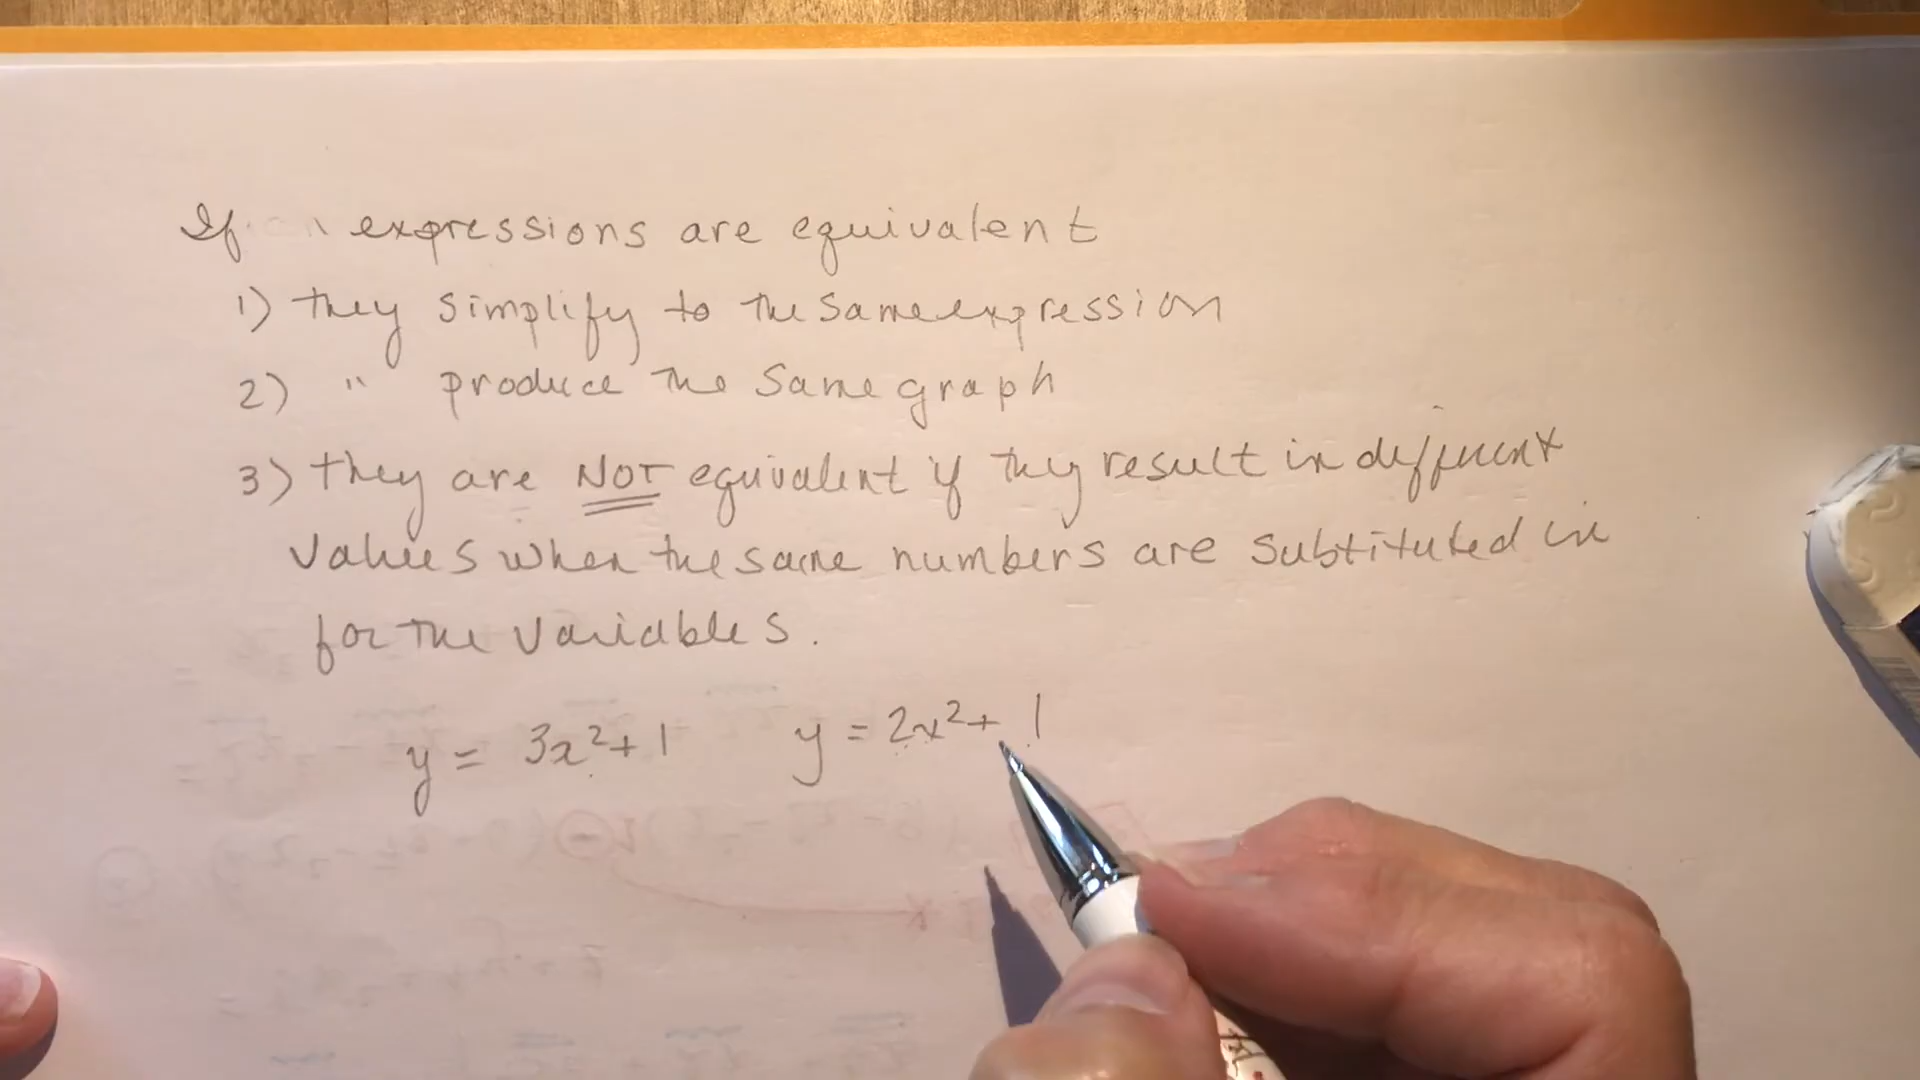 If expressions are equivalent
1) they simplify to the same expression
2) " produce the same graph
3) they are NOT equivalent if they result in different
values when the same numbers are substituted in
for the variables.
y = 3x²+1 y = 2x²+ 1